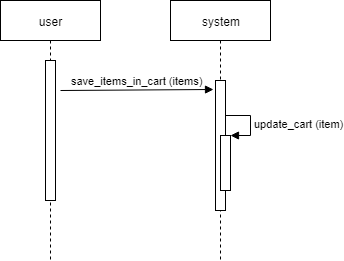 user
system
save_items_in_cart (items)
update_cart (item)